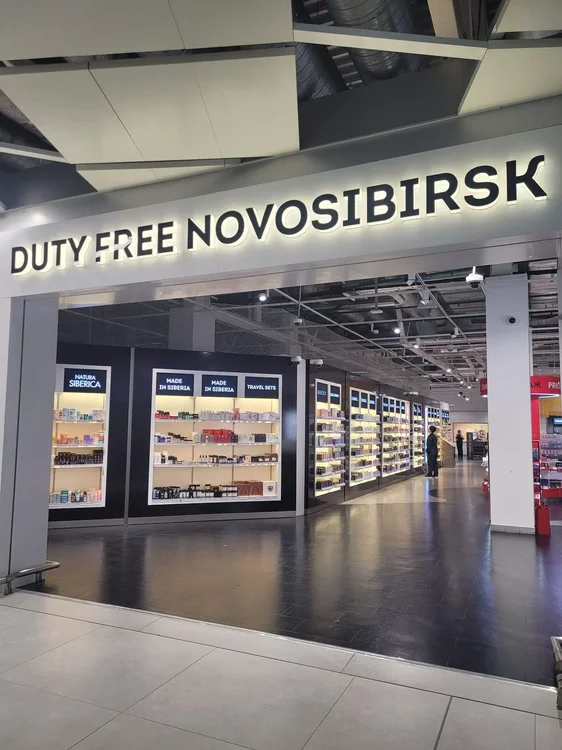 DUTY FREE NOVOSIBIRSK
NATURA
SIBERICA
MADE
IN SIBERIA
MADE
IN SIBERIA
TRAVEL SETS